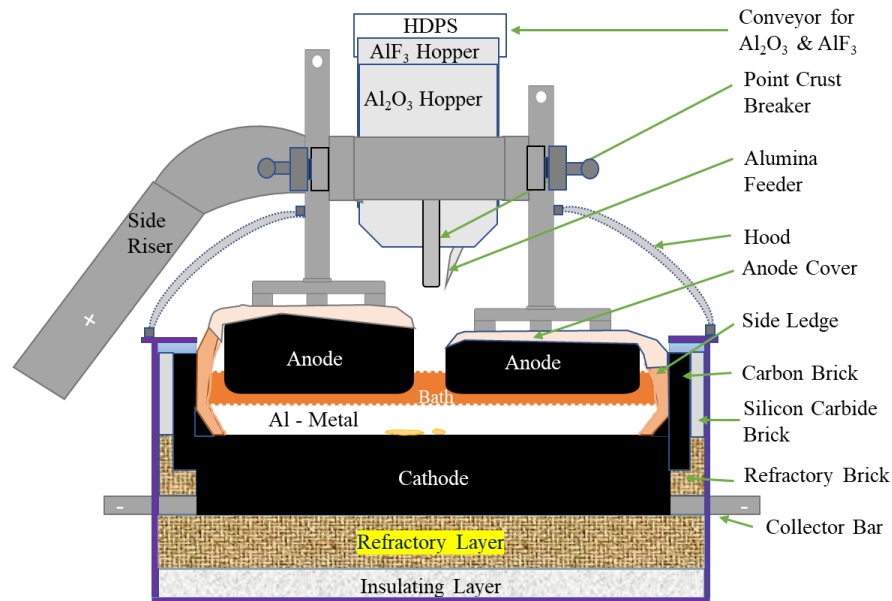 HDPS
AlF₃ Hopper
Al₂O₃ Hopper
Conveyor for
Al₂O₃ & AlF₃
Point Crust
Breaker
Alumina
Feeder
Side
Riser
+
Hood
Anode Cover
Side Ledge
Anode
Anode
Carbon Brick
Bath
Al - Metal
Silicon Carbide
Brick
Cathode
Refractory Brick
-
-
Collector Bar
Refractory Layer
Insulating Layer